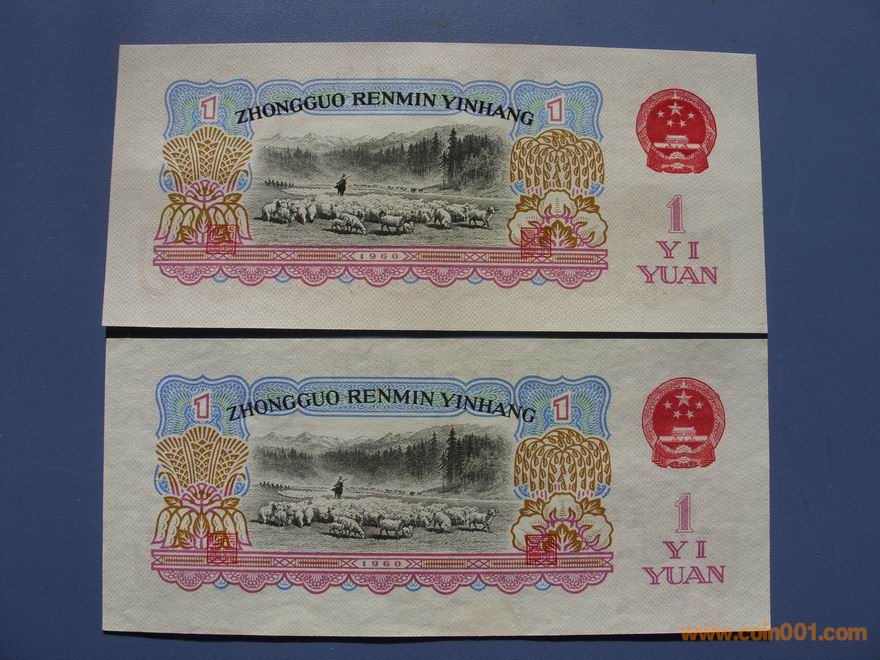 1 ZHONGGUO RENMIN YINHANG 1
1960
1
YI
YUAN
1 ZHONGGUO RENMIN YINHANG 1
1960
1
YI
YUAN
www.coin001.com